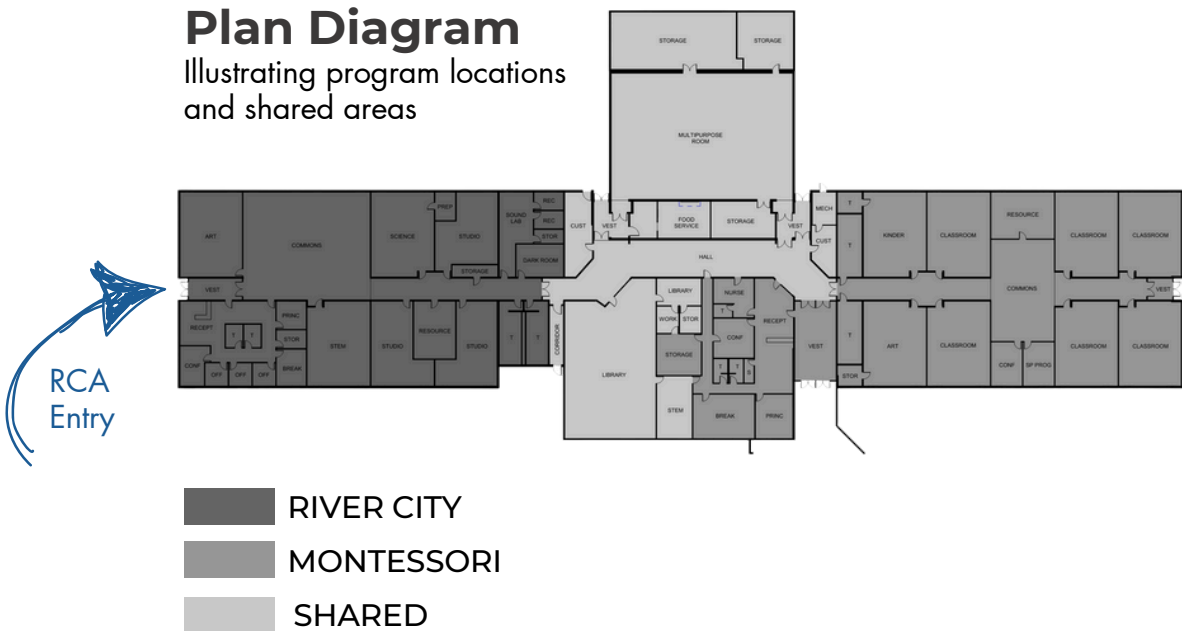 Plan Diagram
Illustrating program locations
and shared areas
STORAGE
STORAGE
MULTIPURPOSE
ROOM
ART
COMMONS
SCIENCE
PREP
STUDIO
SOUND
LAB
REC
REC
STOR
DARK ROOM
STORAGE
CUST
VEST
FOOD
SERVICE
STORAGE
VEST
MECH
CUST
T
T
KINDER
CLASSROOM
RESOURCE
CLASSROOM
CLASSROOM
HALL
VEST.
COMMONS
VEST
RECEPT
T
T
PRINC
STOR
CONF
OFF
OFF
OFF
BREAK
STEM
STUDIO
RESOURCE
STUDIO
T
T
CORRIDOR
LIBRARY
LIBRARY
WORK
STOR
STORAGE
STEM
NURSE
T
CONF
RECEPT
T
T
S
BREAK
PRINC
VEST
T
STOR
ART
CLASSROOM
CONF
SP PROG
CLASSROOM
CLASSROOM
RCA
Entry
RIVER CITY
MONTESSORI
SHARED